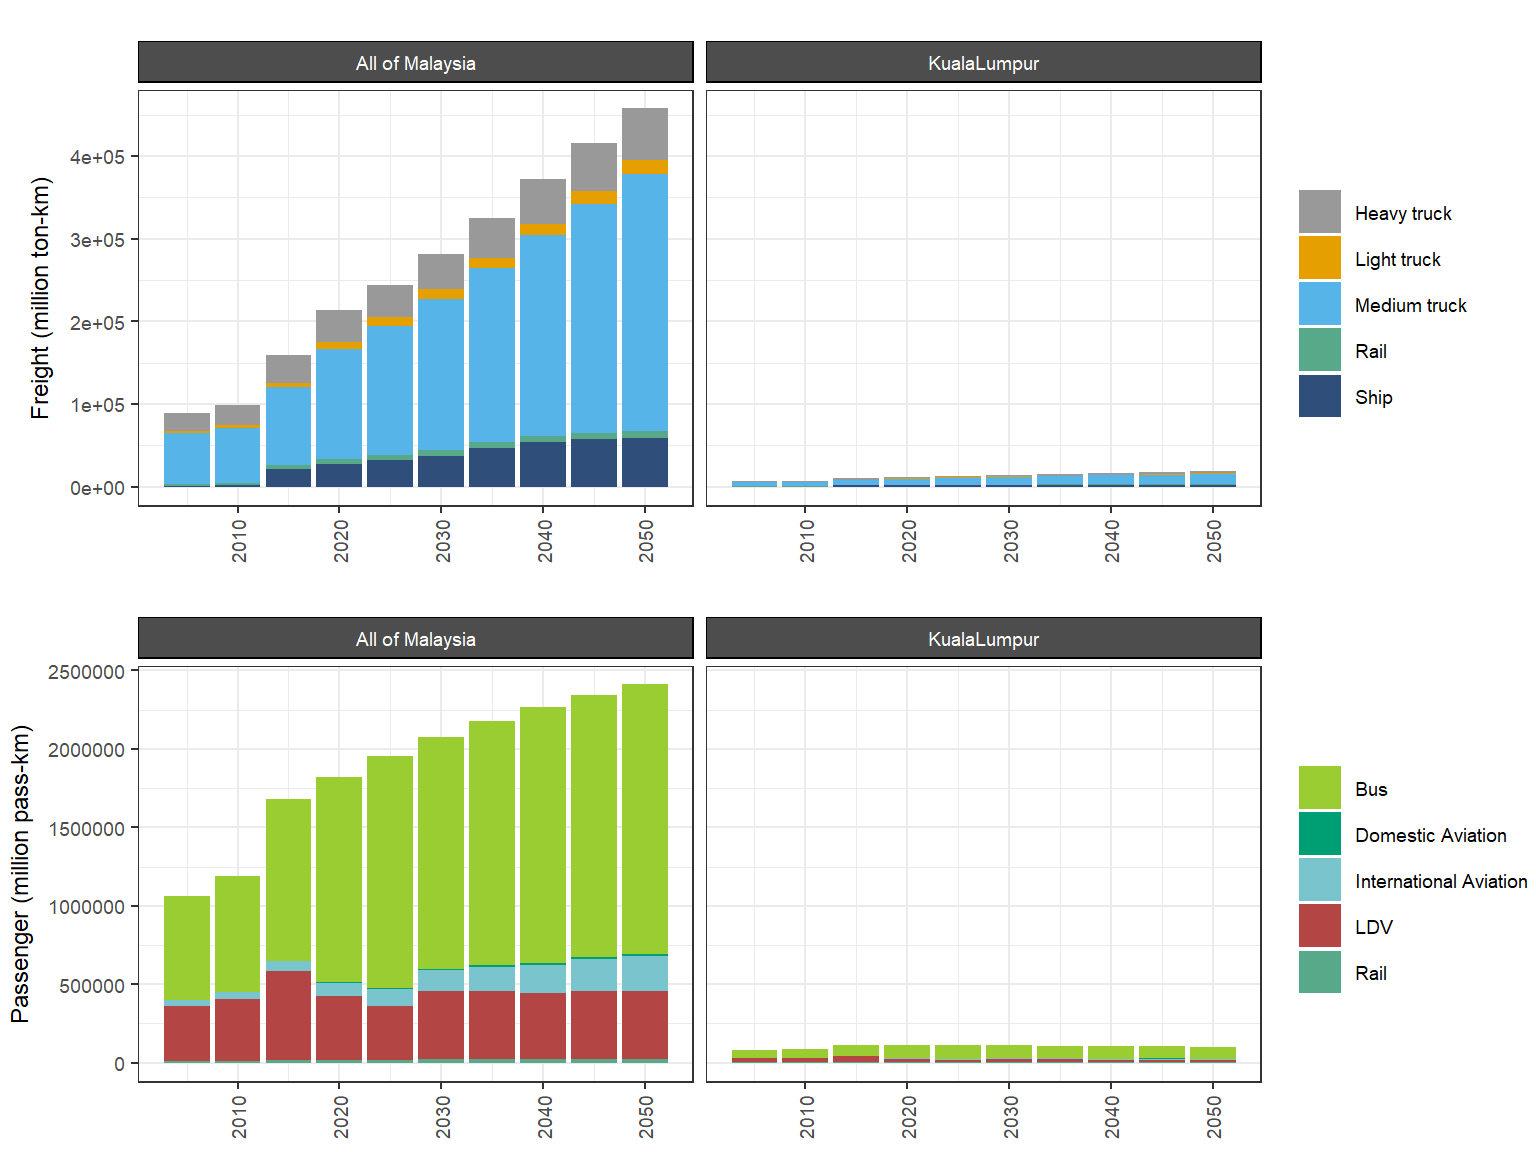 All of Malaysia
KualaLumpur
Freight (million ton-km)
4e+05
3e+05
2e+05
1e+05
0e+00
2010
2020
2030
2040
2050
2010
2020
2030
2040
2050
Heavy truck
Light truck
Medium truck
Rail
Ship
All of Malaysia
KualaLumpur
Passenger (million pass-km)
2500000
2000000
1500000
1000000
500000
0
2010
2020
2030
2040
2050
2010
2020
2030
2040
2050
Bus
Domestic Aviation
International Aviation
LDV
Rail